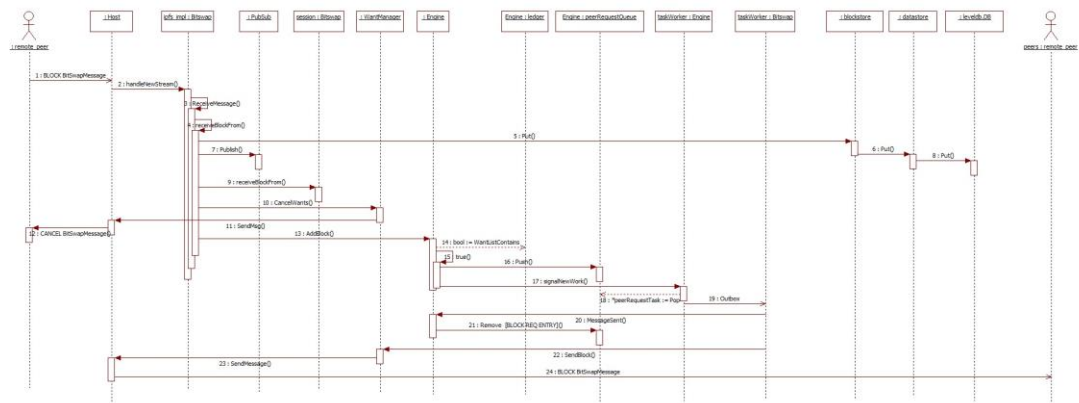 : Host
ipfs_impl : Bitswap
: PubSub
session : Bitswap
: WantManager
: Engine
Engine : ledger
Engine : peerRequestQueue
taskWorker : Engine
taskWorker : Bitswap
: blockstore
: datastore
: leveldb.DB
: remote_peer
peers : remote_peer
1 : BLOCK BitSwapMessage
2 : handleNewStream()
3 : ReceiveMessage()
4 : receiveBlockFrom()
5 : Put()
6 : Put()
7 : Publish()
8 : Put()
9 : receiveBlockFrom()
10 : CancelWants()
11 : SendMsg()
12 : CANCEL BitSwapMessage()
13 : AddBlock()
14 : bool := WantListContains
15 : true()
16 : Push()
17 : signalNewWork()
18 : *peerRequestTask := Pop
19 : Outbox
20 : MessageSent()
21 : Remove [BLOCK REQ ENTRY]()
22 : SendBlock()
23 : SendMessage()
24 : BLOCK BitSwapMessage